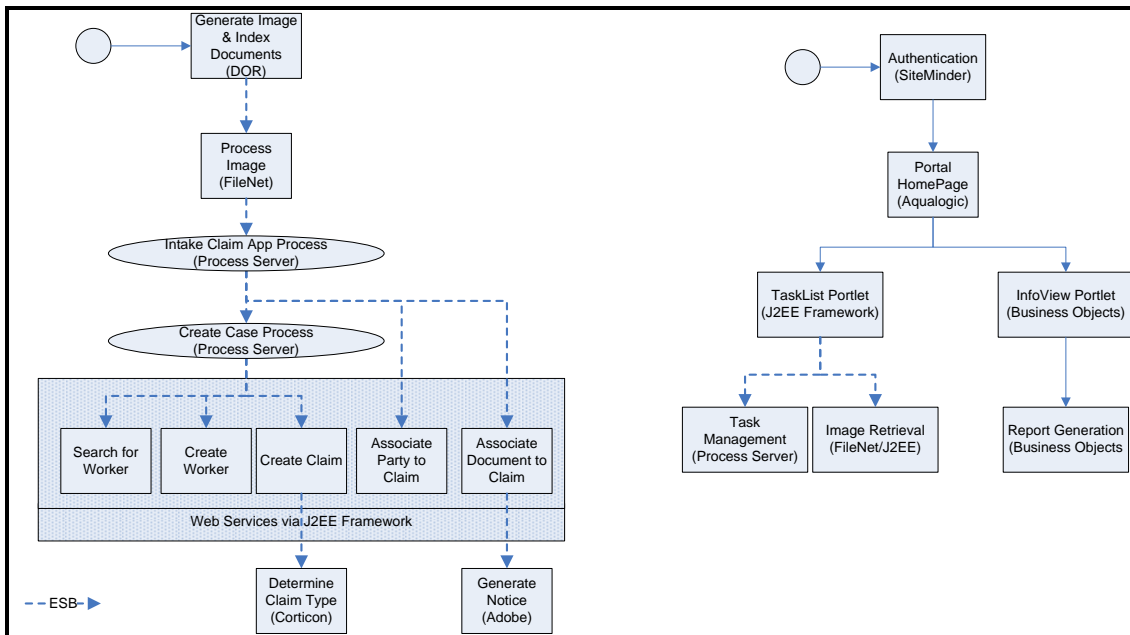 Generate Image
& Index
Documents
(DOR)
Process
Image
(FileNet)
Intake Claim App Process
(Process Server)
Create Case Process
(Process Server)
Search for
Worker
Create
Worker
Create Claim
Associate
Party to
Claim
Associate
Document to
Claim
Web Services via J2EE Framework
Determine
Claim Type
(Corticon)
Generate
Notice
(Adobe)
ESB
Authentication
(SiteMinder)
Portal
HomePage
(Aqualogic)
TaskList Portlet
(J2EE Framework)
InfoView Portlet
(Business Objects)
Task
Management
(Process Server)
Image Retrieval
(FileNet/J2EE)
Report Generation
(Business Objects